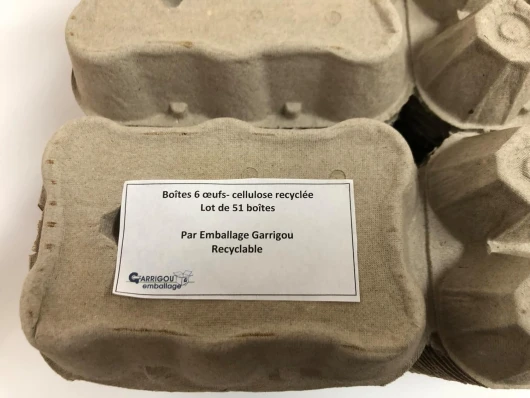 Boîtes 6 œufs- cellulose recyclée
Lot de 51 boîtes
Par Emballage Garrigou
Recyclable
GARRIGOU
emballage